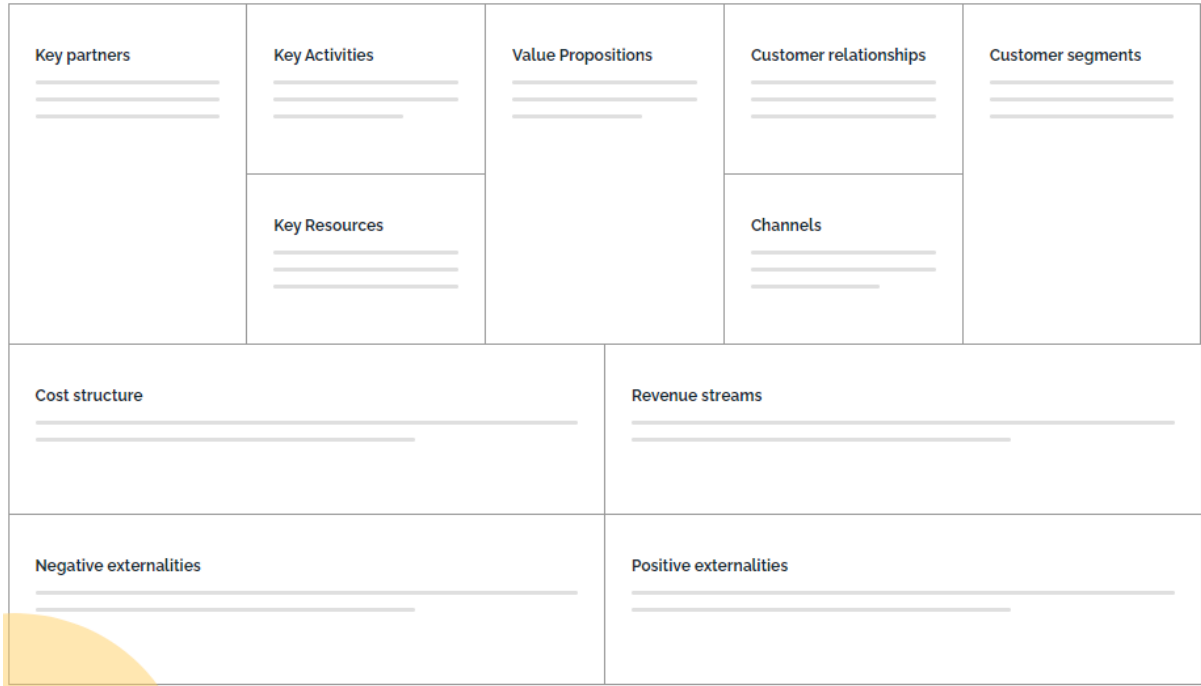 Key partners
Key Activities
Value Propositions
Customer relationships
Customer segments
Key Resources
Channels
Cost structure
Revenue streams
Negative externalities
Positive externalities